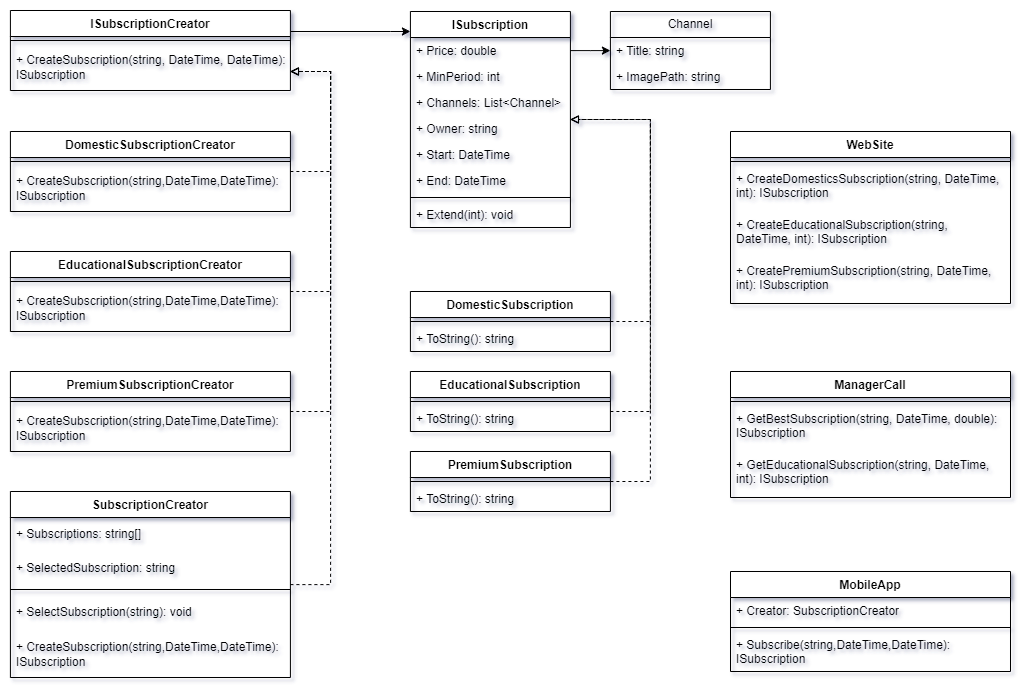 ISubscriptionCreator
+ CreateSubscription(string, DateTime, DateTime):
ISubscription
DomesticSubscriptionCreator
+ CreateSubscription(string,DateTime,DateTime):
ISubscription
EducationalSubscriptionCreator
+ CreateSubscription(string,DateTime,DateTime):
ISubscription
PremiumSubscriptionCreator
+ CreateSubscription(string,DateTime,DateTime):
ISubscription
SubscriptionCreator
+ Subscriptions: string[]
+ SelectedSubscription: string
+ SelectSubscription(string): void
+ CreateSubscription(string,DateTime,DateTime):
ISubscription
ISubscription
+ Price: double
+ MinPeriod: int
+ Channels: List<Channel>
+ Owner: string
+ Start: DateTime
+ End: DateTime
+ Extend(int): void
DomesticSubscription
+ ToString(): string
EducationalSubscription
+ ToString(): string
PremiumSubscription
+ ToString(): string
Channel
+ Title: string
+ ImagePath: string
WebSite
+ CreateDomesticsSubscription(string, DateTime,
int): ISubscription
+ CreateEducationalSubscription(string,
DateTime, int): ISubscription
+ CreatePremiumSubscription(string, DateTime,
int): ISubscription
ManagerCall
+ GetBestSubscription(string, DateTime, double):
ISubscription
+ GetEducationalSubscription(string, DateTime,
int): ISubscription
MobileApp
+ Creator: SubscriptionCreator
+ Subscribe(string,DateTime,DateTime):
ISubscription